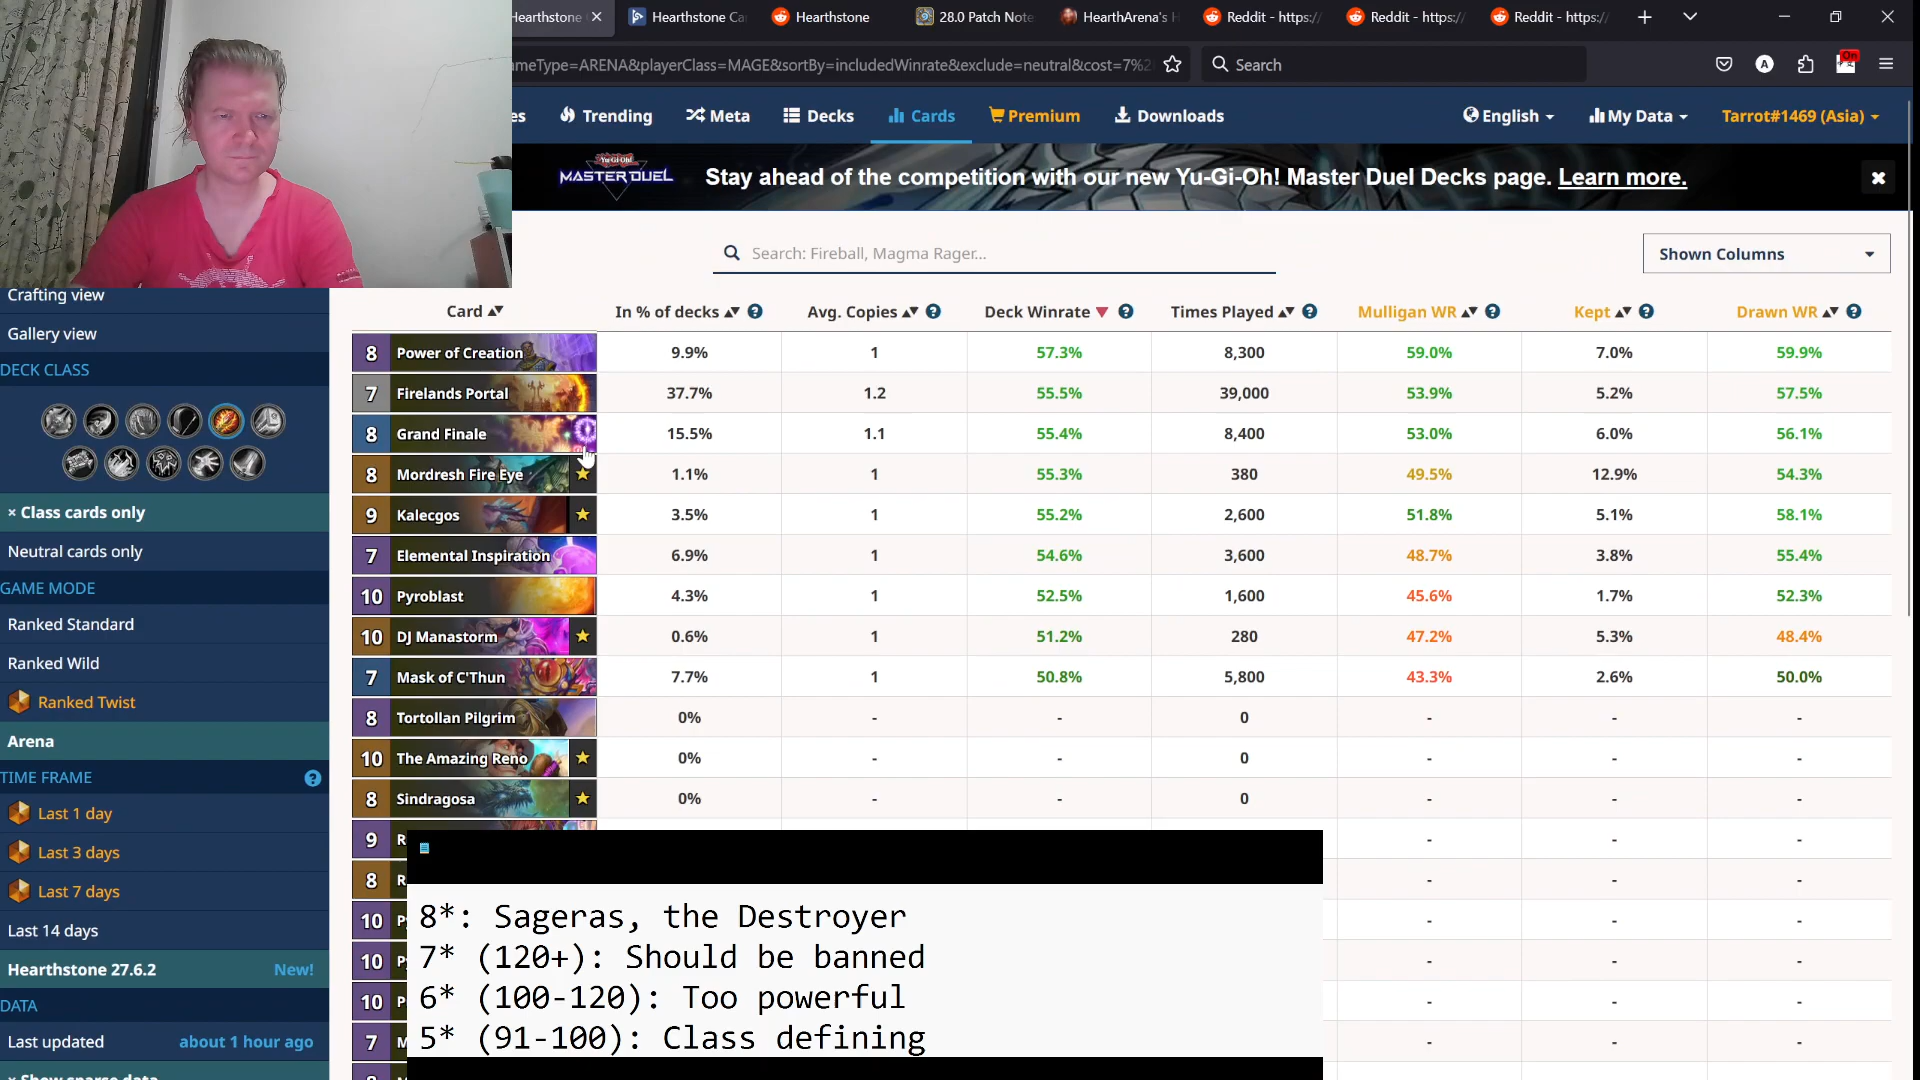 Hearthstone
Hearthstone Ca
Hearthstone
28.0 Patch Note
HearthArena's H
Reddit - https:/
Reddit - https:/
Reddit - https:/
ameType=ARENA&playerClass=MAGE&sortBy=includedWinrate&exclude=neutral&cost=7%2
Search
es
Trending
Meta
Decks
Cards
Premium
Downloads
English
My Data
Tarrot#1469 (Asia)
Yu-Gi-Oh!
MASTER DUEL
Stay ahead of the competition with our new Yu-Gi-Oh! Master Duel Decks page. Learn more.
Search: Fireball, Magma Rager...
Shown Columns
Crafting view
Gallery view
DECK CLASS
× Class cards only
Neutral cards only
GAME MODE
Ranked Standard
Ranked Wild
Ranked Twist
Arena
TIME FRAME
Last 1 day
Last 3 days
Last 7 days
Last 14 days
Hearthstone 27.6.2 New!
DATA
Last updated about 1 hour ago
× Show sparse data
Card In % of decks Avg. Copies Deck Winrate Times Played Mulligan WR Kept Drawn WR
8 Power of Creation 9.9% 1 57.3% 8,300 59.0% 7.0% 59.9%
7 Firelands Portal 37.7% 1.2 55.5% 39,000 53.9% 5.2% 57.5%
8 Grand Finale 15.5% 1.1 55.4% 8,400 53.0% 6.0% 56.1%
8 Mordresh Fire Eye 1.1% 1 55.3% 380 49.5% 12.9% 54.3%
9 Kalecgos 3.5% 1 55.2% 2,600 51.8% 5.1% 58.1%
7 Elemental Inspiration 6.9% 1 54.6% 3,600 48.7% 3.8% 55.4%
10 Pyroblast 4.3% 1 52.5% 1,600 45.6% 1.7% 52.3%
10 DJ Manastorm 0.6% 1 51.2% 280 47.2% 5.3% 48.4%
7 Mask of C'Thun 7.7% 1 50.8% 5,800 43.3% 2.6% 50.0%
8 Tortollan Pilgrim 0% - - 0 - - -
10 The Amazing Reno 0% - - 0 - - -
8 Sindragosa 0% - - 0 - - -
9 R - - -
8 R - - -
10 P - - -
10 P - - -
10 P - - -
7 M - - -
8*: Sageras, the Destroyer
7* (120+): Should be banned
6* (100-120): Too powerful
5* (91-100): Class defining